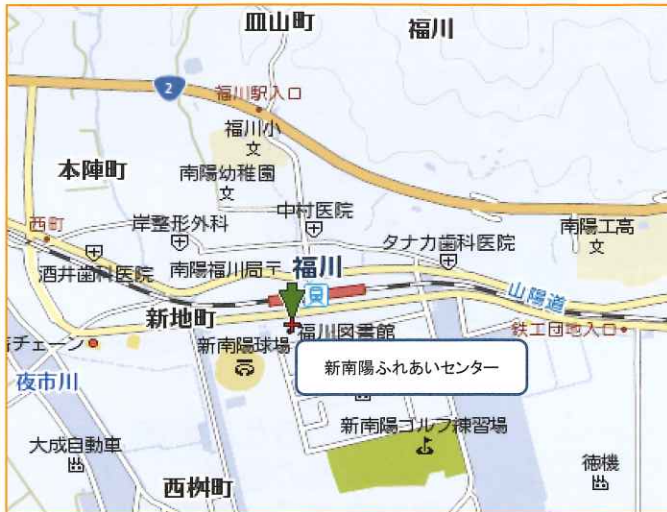 皿山町
福川
2
福川駅入口
福川小
文
本陣町
南陽幼稚園
文
西町
岸整形外科
中村医院
南陽工高
文
タナカ歯科医院
酒井歯科医院
南陽福川局〒
福川
山陽道
新地町
福川図書館
鉄工団地入口
チェーン
新南陽球場
新南陽ふれあいセンター
夜市川
新南陽ゴルフ練習場
大成自動車
徳機
西桝町